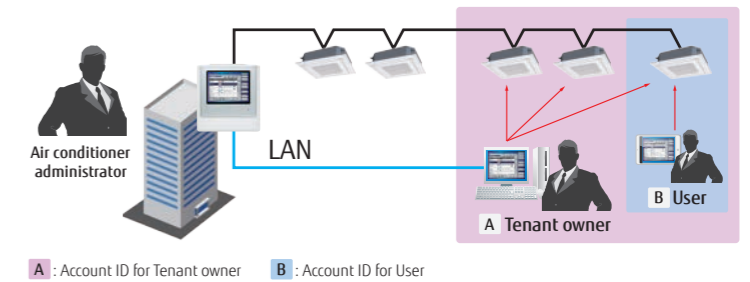 Air conditioner
administrator
LAN
A Tenant owner
B User
A : Account ID for Tenant owner B : Account ID for User